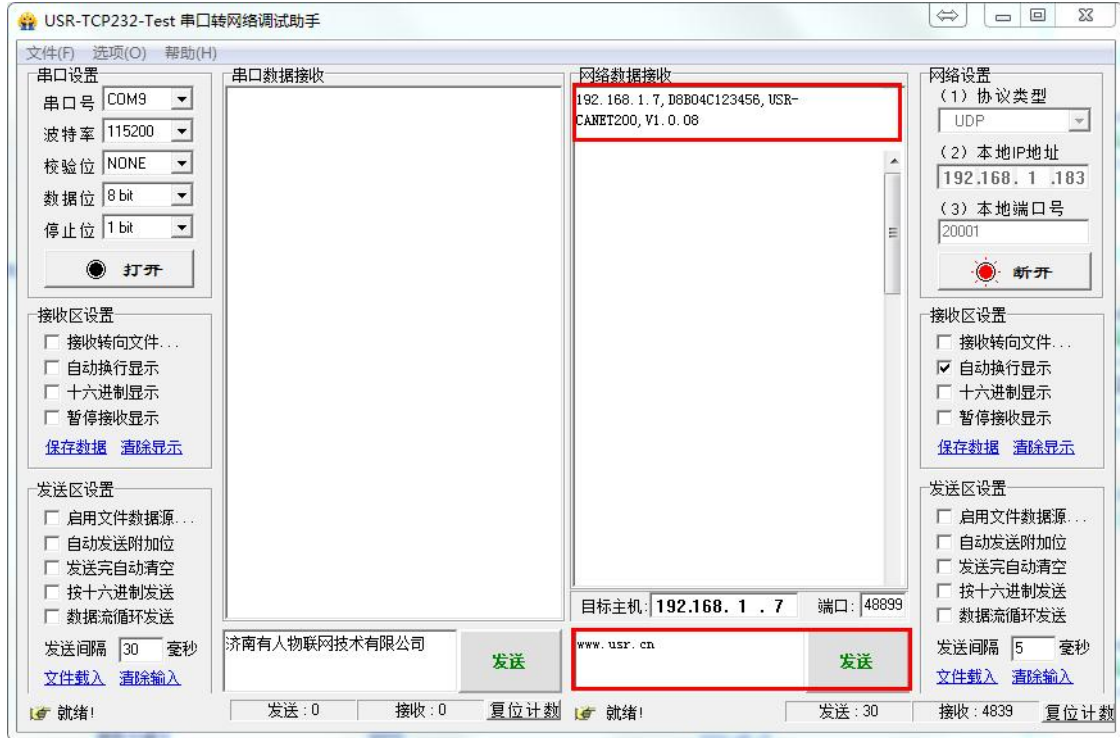 USR-TCP232-Test 串口转网络调试助手
文件(F) 选项(O) 帮助(H)
串口设置
串口号 COM9
波特率 115200
校验位 NONE
数据位 8 bit
停止位 1 bit
打开
接收区设置
接收转向文件...
自动换行显示
十六进制显示
暂停接收显示
保存数据 清除显示
发送区设置
启用文件数据源...
自动发送附加位
发送完自动清空
按十六进制发送
数据流循环发送
发送间隔 30 毫秒
文件载入 清除输入
串口数据接收
济南有人物联网技术有限公司
发送
网络数据接收
192.168.1.7,D8B04C123456,USR-
CANET200,V1.0.08
目标主机: 192.168. 1 . 7 端口: 48899
www.usr.cn
发送
网络设置
(1) 协议类型
UDP
(2) 本地IP地址
192.168. 1 .183
(3) 本地端口号
20001
断开
接收区设置
接收转向文件...
自动换行显示
十六进制显示
暂停接收显示
保存数据 清除显示
发送区设置
启用文件数据源...
自动发送附加位
发送完自动清空
按十六进制发送
数据流循环发送
发送间隔 5 毫秒
文件载入 清除输入
就绪! 发送:0 接收:0 复位计数
就绪! 发送:30 接收:4839 复位计数